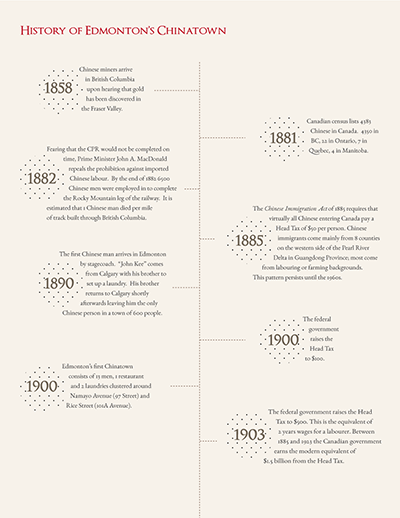 History of Edmonton's Chinatown
Chinese miners arrive
in British Columbia
1858
upon hearing that gold
has been discovered in
the Fraser Valley.
Canadian census lists 4383
1881
Chinese in Canada. 4350 in
BC, 22 in Ontario, 7 in
Quebec, 4 in Manitoba.
Fearing that the CPR would not be completed on
time, Prime Minister John A. MacDonald
repeals the prohibition against imported
1882
Chinese labour. By the end of 1882 6500
Chinese men were employed in to complete
the Rocky Mountain leg of the railway. It is
estimated that 1 Chinese man died per mile
of track built through British Columbia.
The Chinese Immigration Act of 1885 requires that
virtually all Chinese entering Canada pay a
Head Tax of $50 per person. Chinese
1885
immigrants come mainly from 8 counties
on the western side of the Pearl River
Delta in Guangdong Province; most come
from labouring or farming backgrounds.
This pattern persists until the 1960s.
The first Chinese man arrives in Edmonton
by stagecoach. "John Kee" comes
from Calgary with his brother to
1890
set up a laundry. His brother
returns to Calgary shortly
afterwards leaving him the only
Chinese person in a town of 600 people.
The federal
government
1900
raises the
Head Tax
to $100.
Edmonton's first Chinatown
consists of 13 men, 1 restaurant
1900
and 2 laundries clustered around
Namayo Avenue (97 Street) and
Rice Street (101A Avenue).
The federal government raises the Head
Tax to $500. This is the equivalent of
1903
2 years wages for a labourer. Between
1885 and 1923 the Canadian government
earns the modern equivalent of
$1.5 billion from the Head Tax.